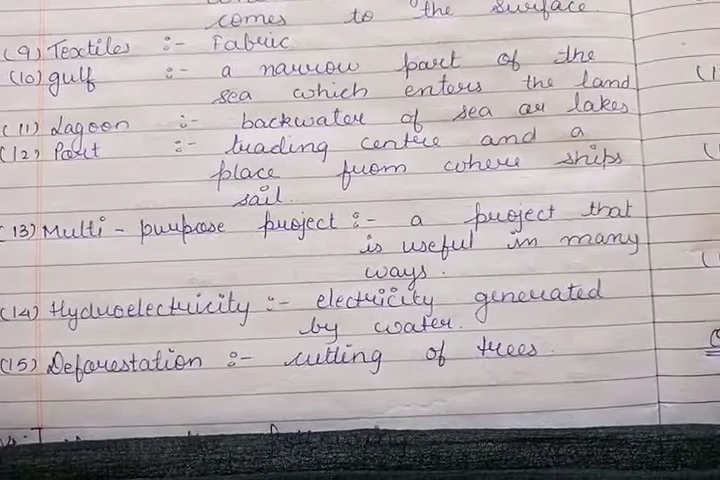 comes to the surface.
(9) Textiles :- Fabric
(10) gulf :- a narrow part of the
sea which enters the land
(11) Lagoon :- backwater of sea or lakes
(12) Port :- trading centre and a
place from where ships
sail.
(13) Multi-purpose project :- a project that
is useful in many
ways.
(14) Hydroelectricity :- electricity generated
by water.
(15) Deforestation :- cutting of trees.